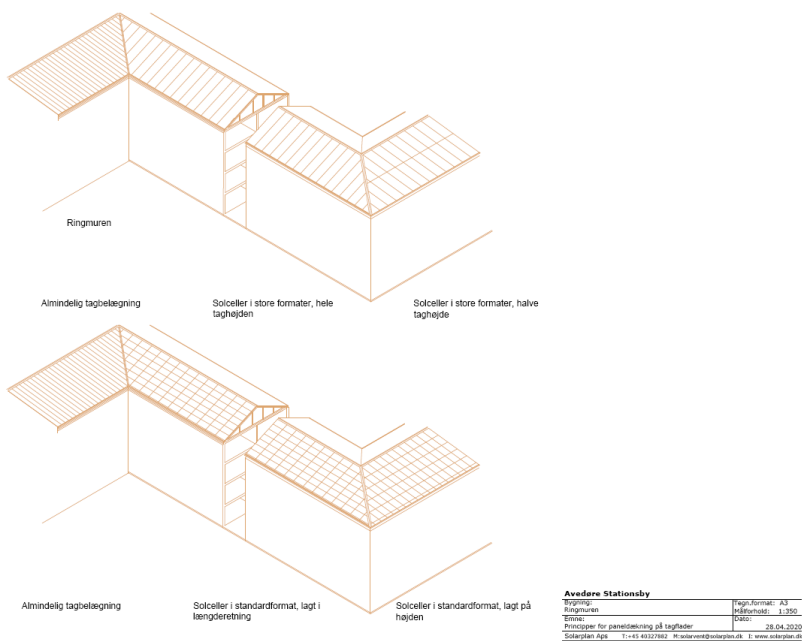 Ringmuren
Almindelig tagbelægning
Solceller i store formater, hele
taghøjden
Solceller i store formater, halve
taghøjde
Almindelig tagbelægning
Solceller i standardformat, lagt i
længderetning
Solceller i standardformat, lagt på
højden
Avedøre Stationsby
Bygning:
Ringmuren
Tegn.format: A3
Målforhold: 1:350
Emne:
Principper for paneldækning på tagflader
Dato:
28.04.2020
Solarplan Aps T:+45 40327862 M:solarvent@solarplan.dk I: www.solarplan.dk